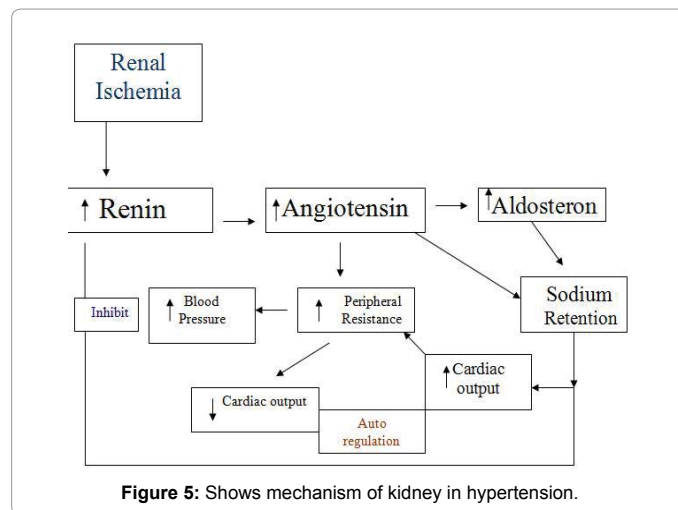 Renal
Ischemia
↑ Renin
↑Angiotensin
↑Aldosteron
Inhibit
↑ Blood
Pressure
↑ Peripheral
Resistance
Sodium
Retention
↑ Cardiac
output
↓ Cardiac output
Auto
regulation
Figure 5: Shows mechanism of kidney in hypertension.